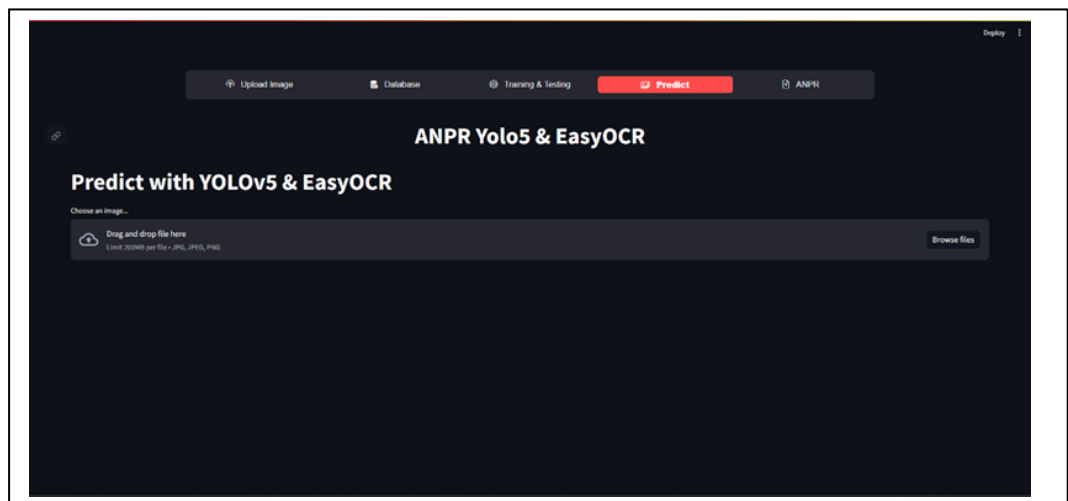 Deploy
Upload Image Database Training & Testing Predict ANPR
ANPR Yolo5 & EasyOCR
Predict with YOLOv5 & EasyOCR
Choose an image...
Drag and drop file here
Limit 200MB per file • JPG, JPEG, PNG
Browse files